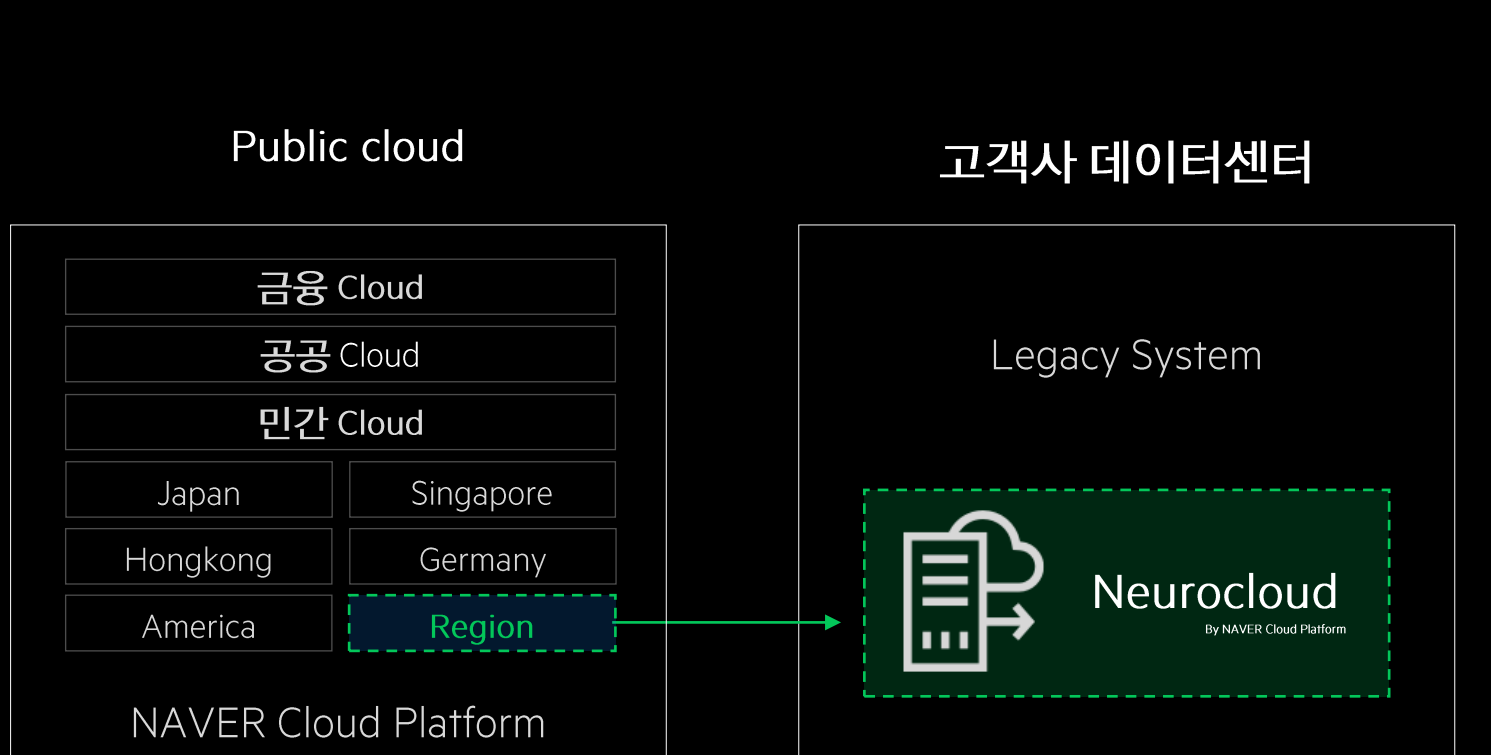 Public cloud
고객사 데이터센터
금융 Cloud
공공 Cloud
민간 Cloud
Japan
Singapore
Hongkong
Germany
America
Region
NAVER Cloud Platform
Legacy System
Neurocloud
By NAVER Cloud Platform